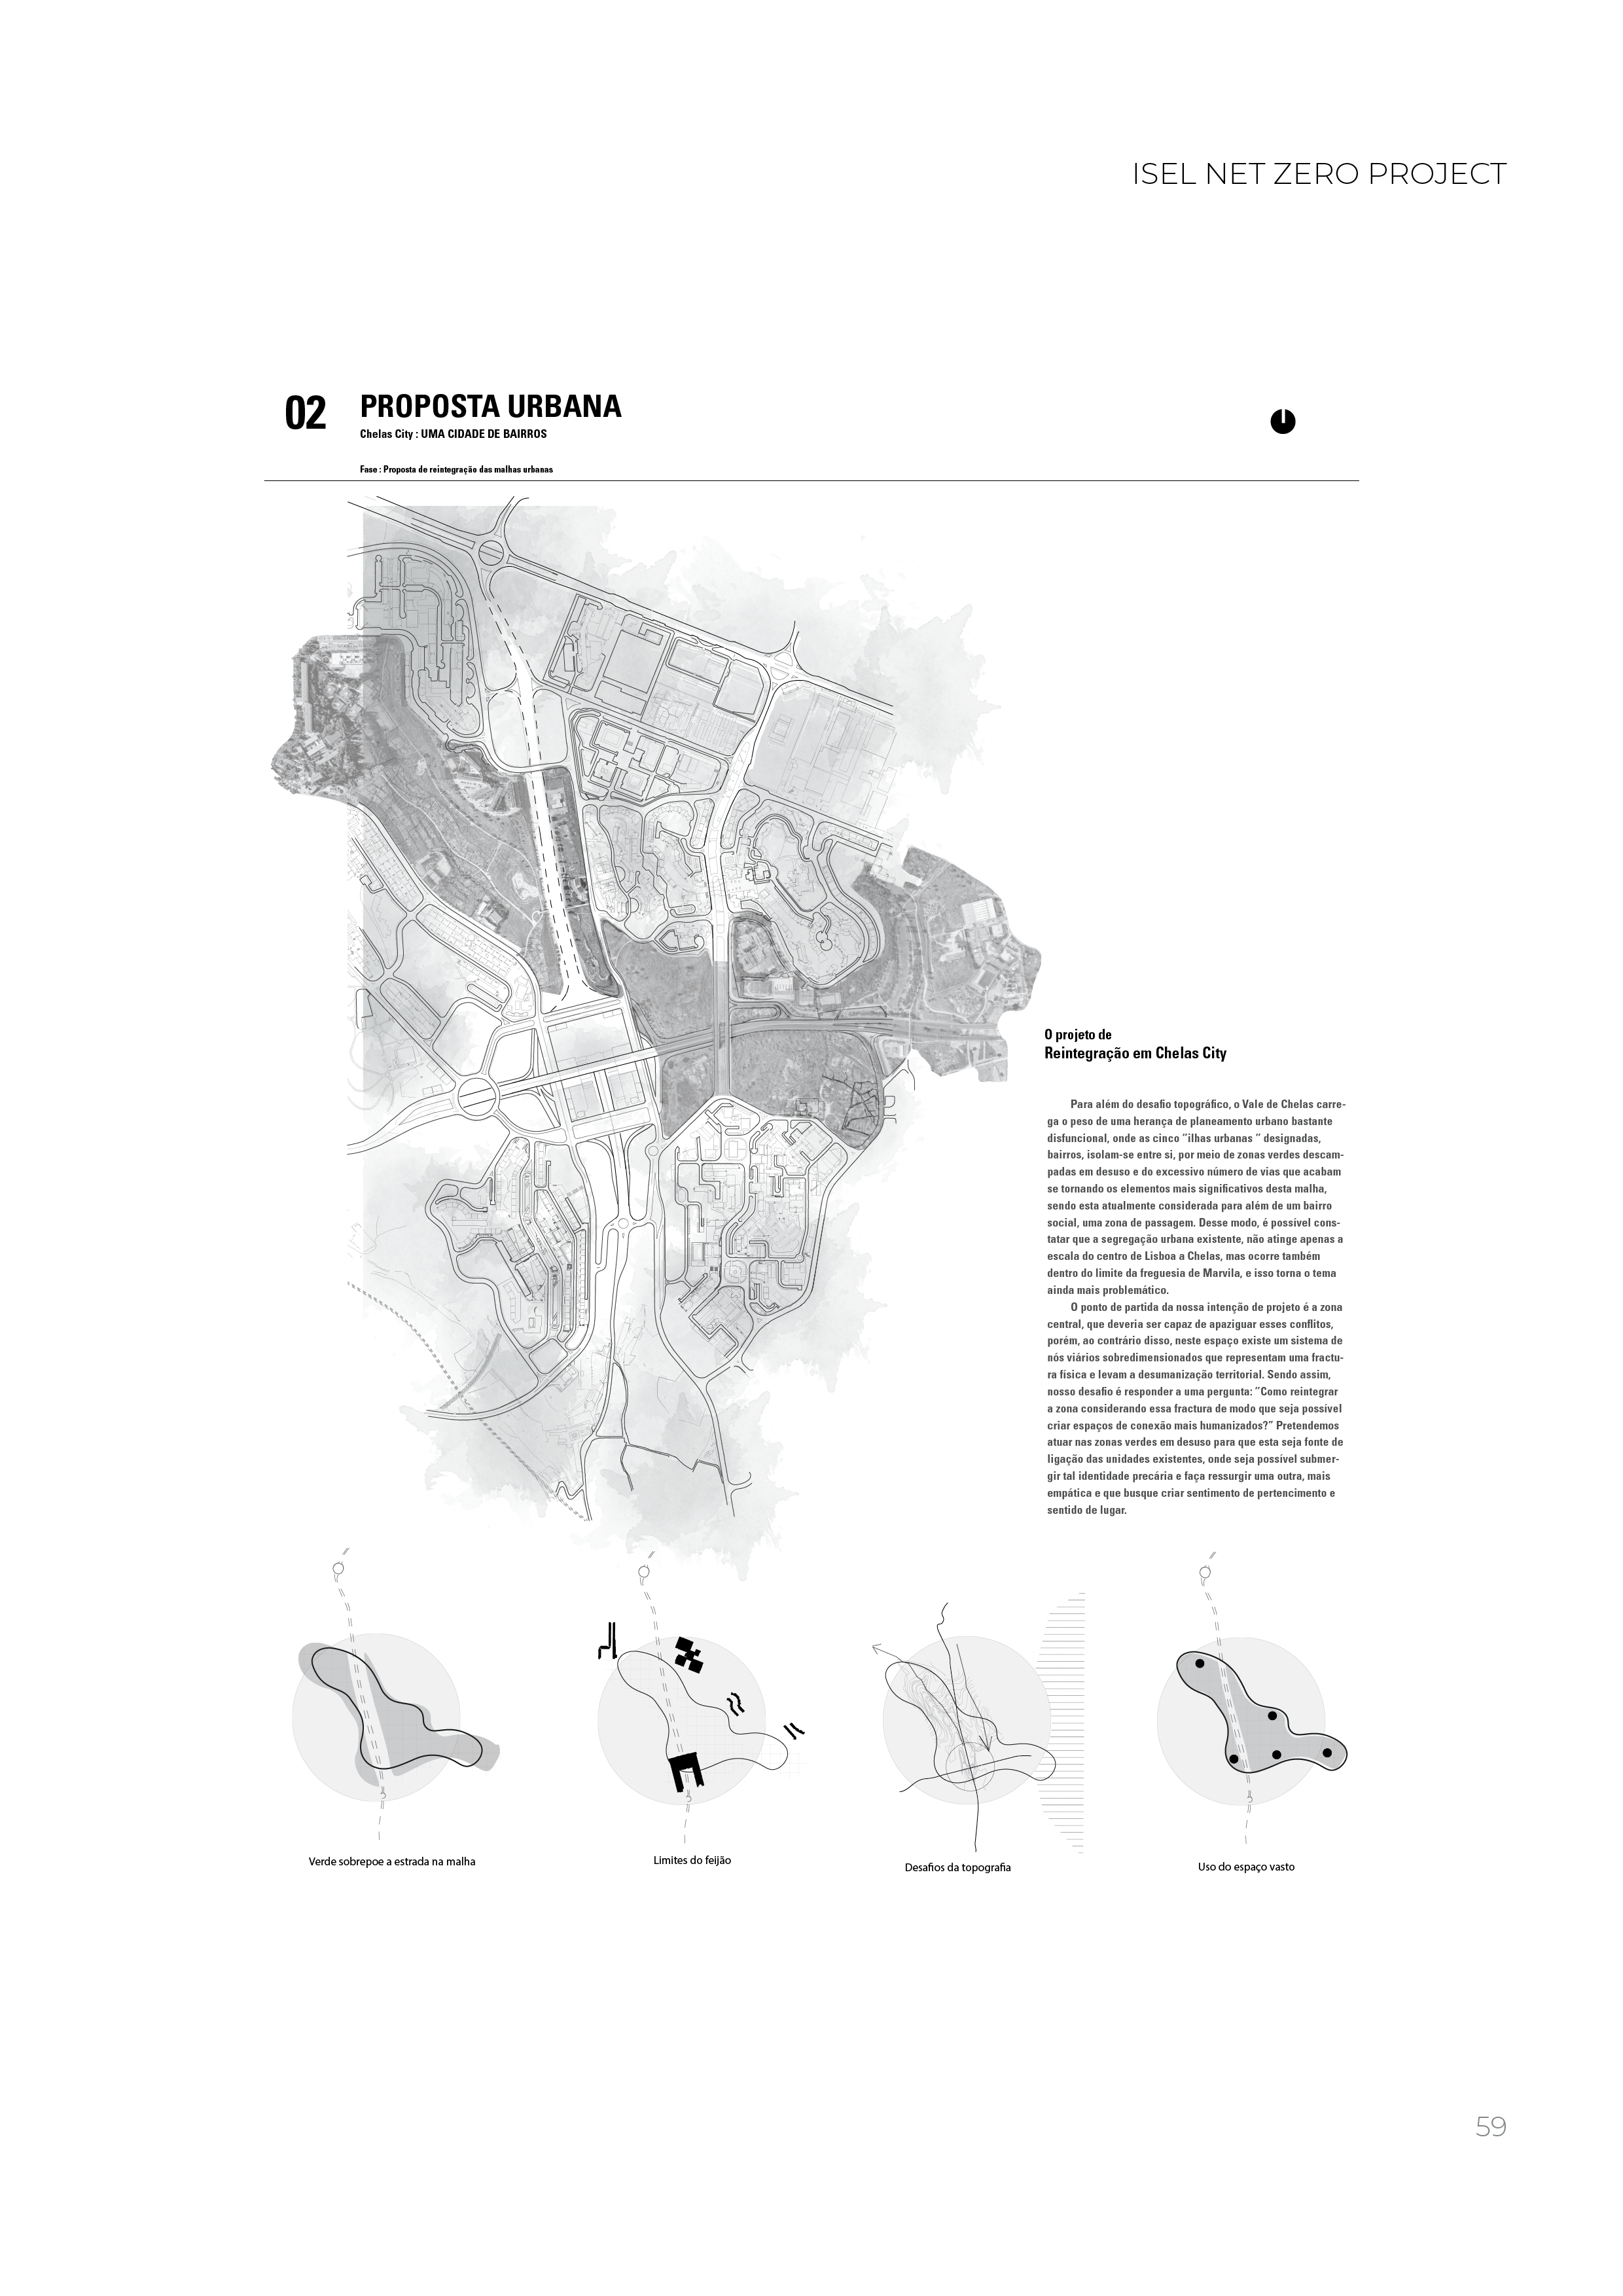 ISEL NET ZERO PROJECT
02
PROPOSTA URBANA
Chelas City : UMA CIDADE DE BAIRROS
Fase : Proposta de reintegração das malhas urbanas
O projeto de
Reintegração em Chelas City
Para além do desafio topográfico, o Vale de Chelas carre-
ga o peso de uma herança de planeamento urbano bastante
disfuncional, onde as cinco "ilhas urbanas " designadas,
bairros, isolam-se entre si, por meio de zonas verdes descam-
padas em desuso e do excessivo número de vias que acabam
se tornando os elementos mais significativos desta malha,
sendo esta atualmente considerada para além de um bairro
social, uma zona de passagem. Desse modo, é possível cons-
tatar que a segregação urbana existente, não atinge apenas a
escala do centro de Lisboa a Chelas, mas ocorre também
dentro do limite da freguesia de Marvila, e isso torna o tema
ainda mais problemático.
O ponto de partida da nossa intenção de projeto é a zona
central, que deveria ser capaz de apaziguar esses conflitos,
porém, ao contrário disso, neste espaço existe um sistema de
nós viários sobredimensionados que representam uma fractu-
ra física e levam a desumanização territorial. Sendo assim,
nosso desafio é responder a uma pergunta: "Como reintegrar
a zona considerando essa fractura de modo que seja possível
criar espaços de conexão mais humanizados?" Pretendemos
atuar nas zonas verdes em desuso para que esta seja fonte de
ligação das unidades existentes, onde seja possível submer-
gir tal identidade precária e faça ressurgir uma outra, mais
empática e que busque criar sentimento de pertencimento e
sentido de lugar.
Verde sobrepoe a estrada na malha
Limites do feijão
Desafios da topografia
Uso do espaço vasto
59